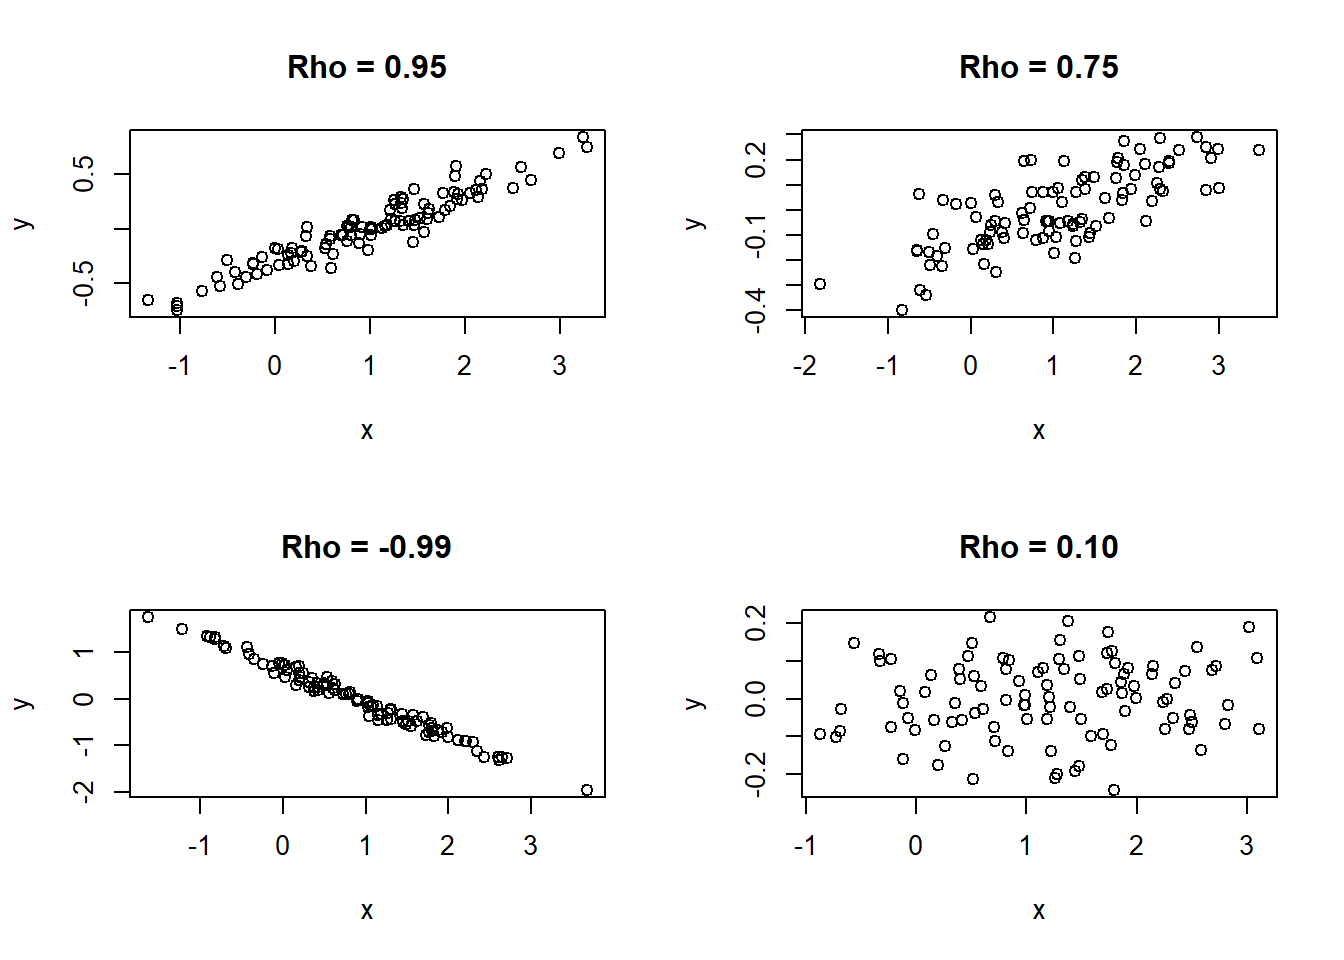 Rho = 0.95
y
0.5
-0.5
-1 0 1 2 3
x
Rho = 0.75
y
0.2
-0.1
-0.4
-2 -1 0 1 2 3
x
Rho = -0.99
y
1
0
-1
-2
-1 0 1 2 3
x
Rho = 0.10
y
0.2
0.0
-0.2
-1 0 1 2 3
x